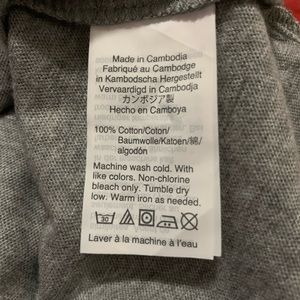 Made in Cambodia
Fabriqué au Cambodge
in Kambodscha Hergestellt
Vervaardigd in Cambodja
カンボジア製
Hecho en Camboya
100% Cotton/Coton/
Baumwolle/Katoen/綿/
algodón
Machine wash cold. With
like colors. Non-chlorine
bleach only. Tumble dry
low. Warm iron as needed.
30
Laver à la machine à l'eau